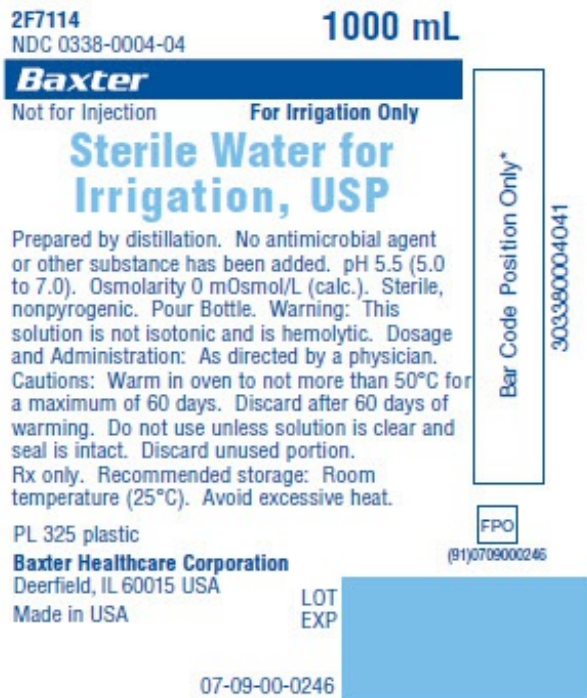 2F7114
NDC 0338-0004-04
1000 mL
Baxter
Not for Injection
For Irrigation Only
Sterile Water for
Irrigation, USP
Prepared by distillation. No antimicrobial agent
or other substance has been added. pH 5.5 (5.0
to 7.0). Osmolarity 0 mOsmol/L (calc.). Sterile,
nonpyrogenic. Pour Bottle. Warning: This
solution is not isotonic and is hemolytic. Dosage
and Administration: As directed by a physician.
Cautions: Warm in oven to not more than 50°C for
a maximum of 60 days. Discard after 60 days of
warming. Do not use unless solution is clear and
seal is intact. Discard unused portion.
Rx only. Recommended storage: Room
temperature (25°C). Avoid excessive heat.
PL 325 plastic
Baxter Healthcare Corporation
Deerfield, IL 60015 USA
Made in USA
LOT
EXP
07-09-00-0246
Bar Code Position Only*
303380004041
FPO
(91)0709000246